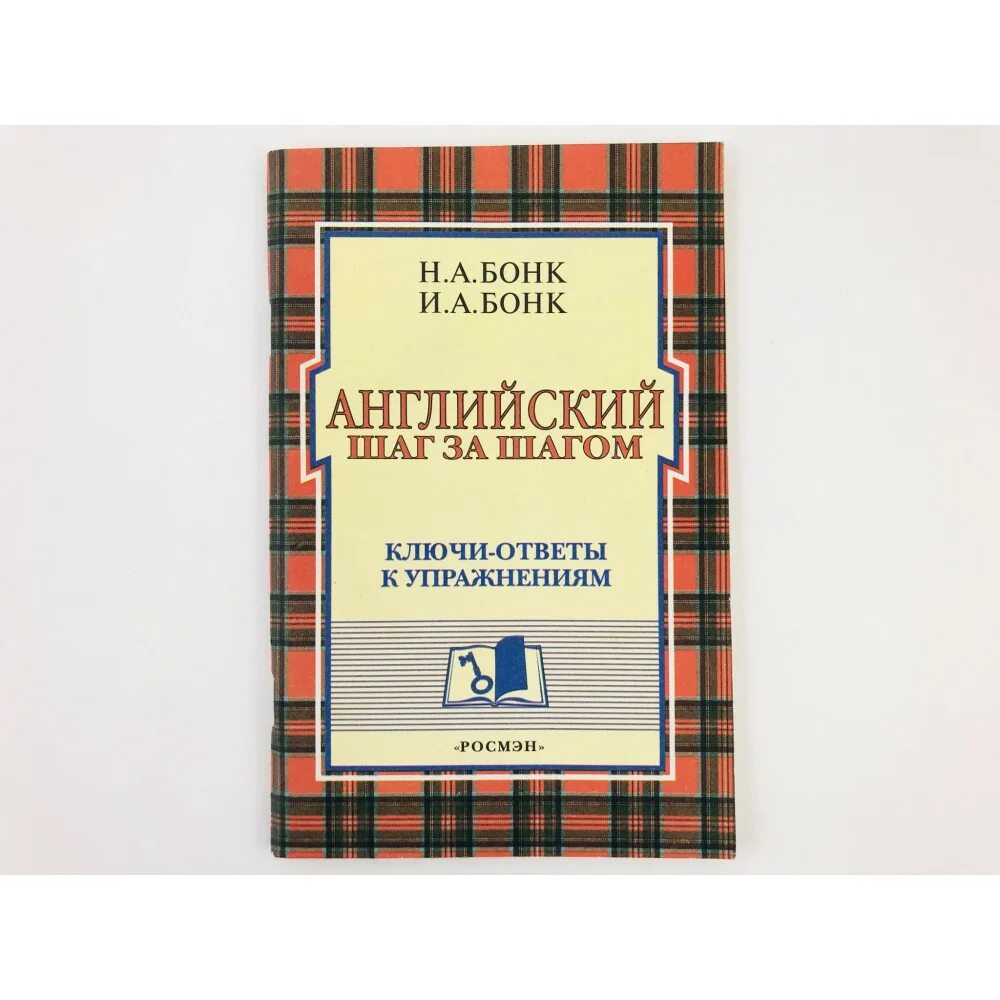 Н.А.БОНК
И.А.БОНК
АНГЛИЙСКИЙ
ШАГ ЗА ШАГОМ
КЛЮЧИ-ОТВЕТЫ
К УПРАЖНЕНИЯМ
«РОСМЭН»